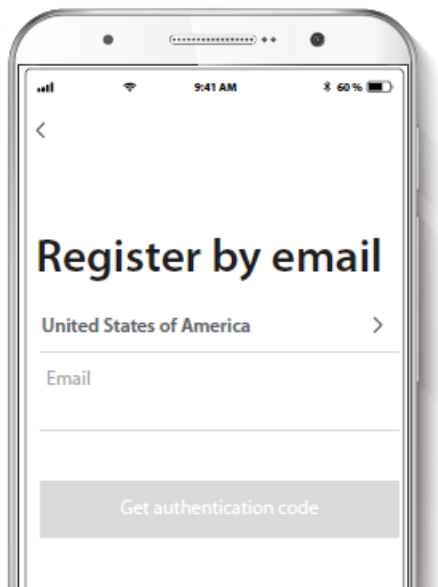 9:41 AM 60 %
Register by email
United States of America
Email
Get authentication code